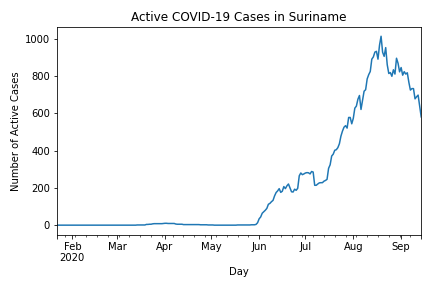 Active COVID-19 Cases in Suriname
Number of Active Cases
1000
800
600
400
200
0
Feb Mar Apr May Jun Jul Aug Sep
2020
Day